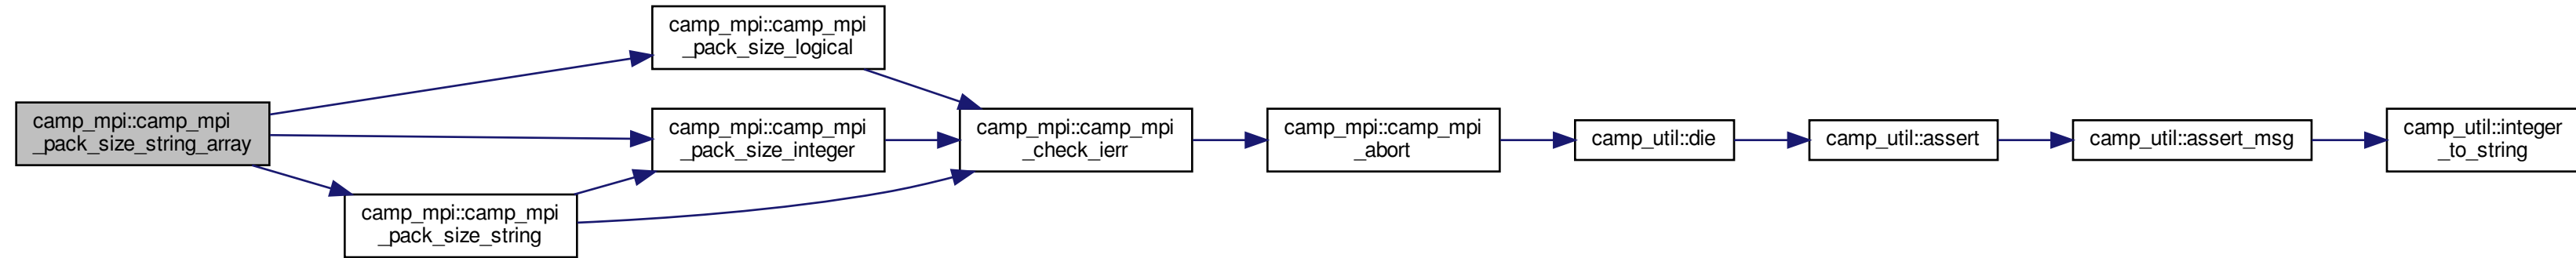 camp_mpi::camp_mpi
_pack_size_string_array
camp_mpi::camp_mpi
_pack_size_logical
camp_mpi::camp_mpi
_pack_size_integer
camp_mpi::camp_mpi
_pack_size_string
camp_mpi::camp_mpi
_check_ierr
camp_mpi::camp_mpi
_abort
camp_util::die
camp_util::assert
camp_util::assert_msg
camp_util::integer
_to_string